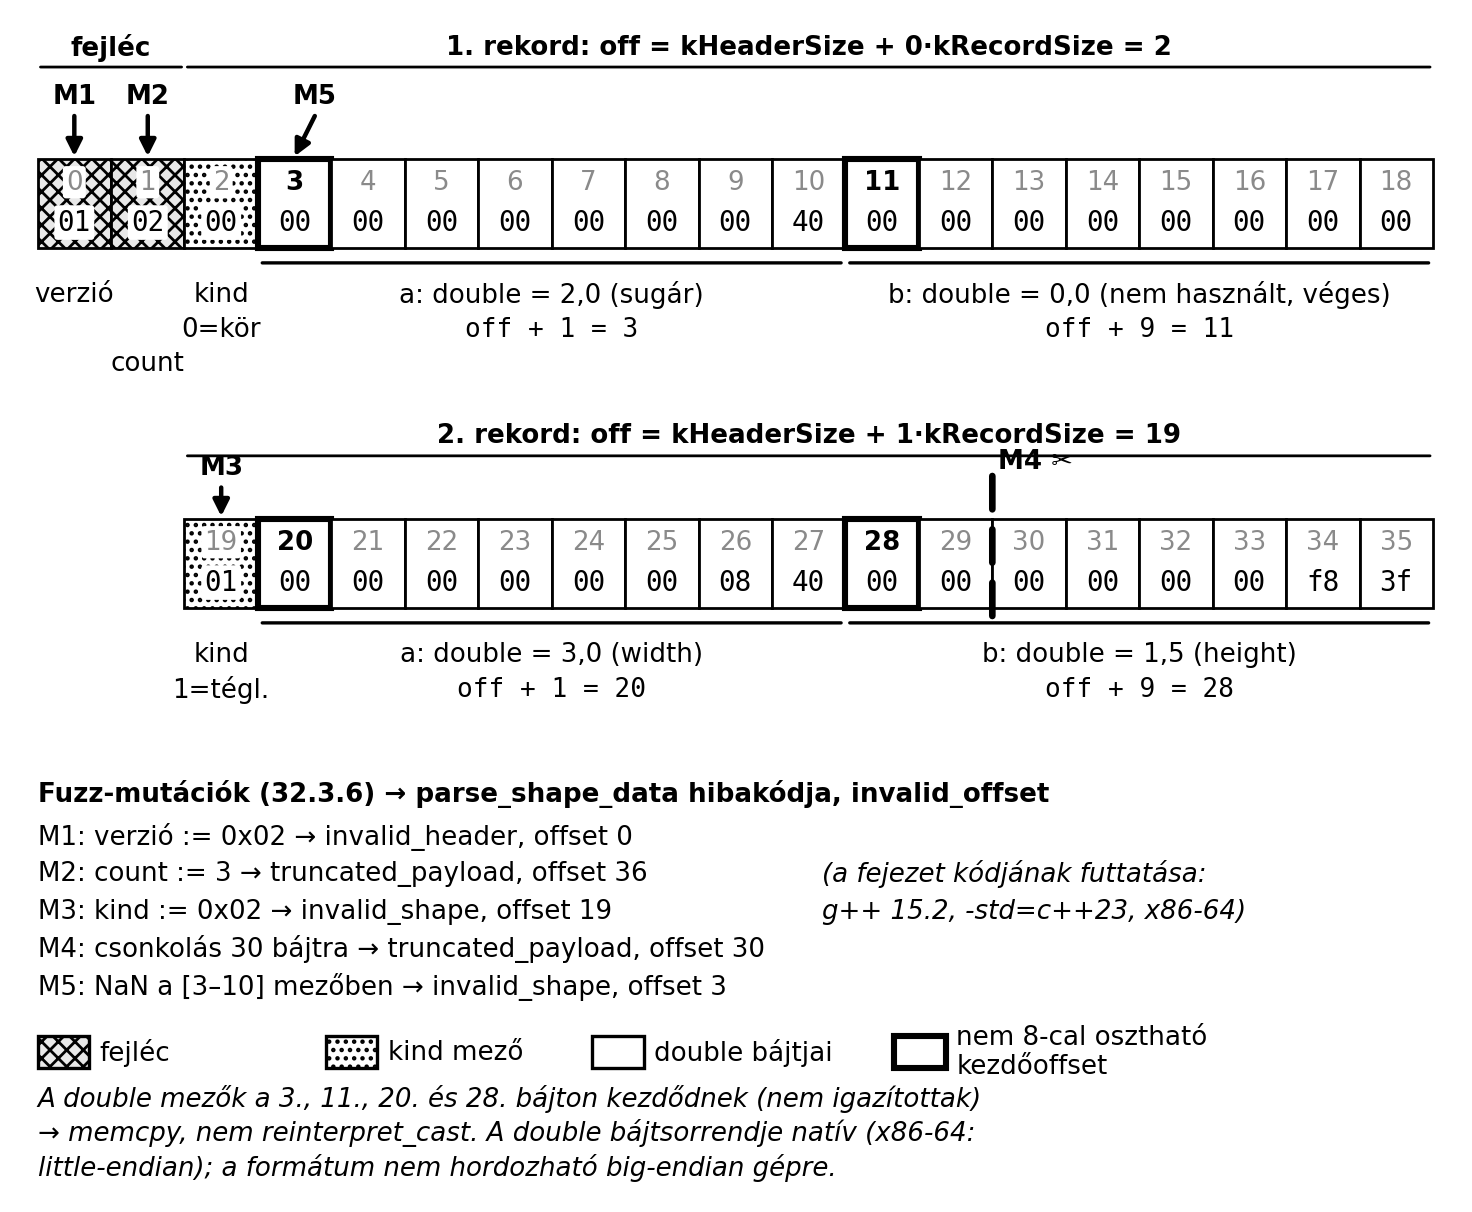 fejléc 1. rekord: off = kHeaderSize + 0·kRecordSize = 2
M1 M2 M5
0 1 2 3 4 5 6 7 8 9 10 11 12 13 14 15 16 17 18
01 02 00 00 00 00 00 00 00 00 40 00 00 00 00 00 00 00 00
verzió kind a: double = 2,0 (sugár) b: double = 0,0 (nem használt, véges)
0=kör off + 1 = 3 off + 9 = 11
count
2. rekord: off = kHeaderSize + 1·kRecordSize = 19
M3 M4 ✂
19 20 21 22 23 24 25 26 27 28 29 30 31 32 33 34 35
01 00 00 00 00 00 00 08 40 00 00 00 00 00 00 f8 3f
kind a: double = 3,0 (width) b: double = 1,5 (height)
1=tégl. off + 1 = 20 off + 9 = 28
Fuzz-mutációk (32.3.6) → parse_shape_data hibakódja, invalid_offset
M1: verzió := 0x02 → invalid_header, offset 0
M2: count := 3 → truncated_payload, offset 36 (a fejezet kódjának futtatása:
M3: kind := 0x02 → invalid_shape, offset 19 g++ 15.2, -std=c++23, x86-64)
M4: csonkolás 30 bájtra → truncated_payload, offset 30
M5: NaN a [3–10] mezőben → invalid_shape, offset 3
fejléc kind mező double bájtjai nem 8-cal osztható
kezdőoffset
A double mezők a 3., 11., 20. és 28. bájton kezdődnek (nem igazítottak)
→ memcpy, nem reinterpret_cast. A double bájtsorrendje natív (x86-64:
little-endian); a formátum nem hordozható big-endian gépre.